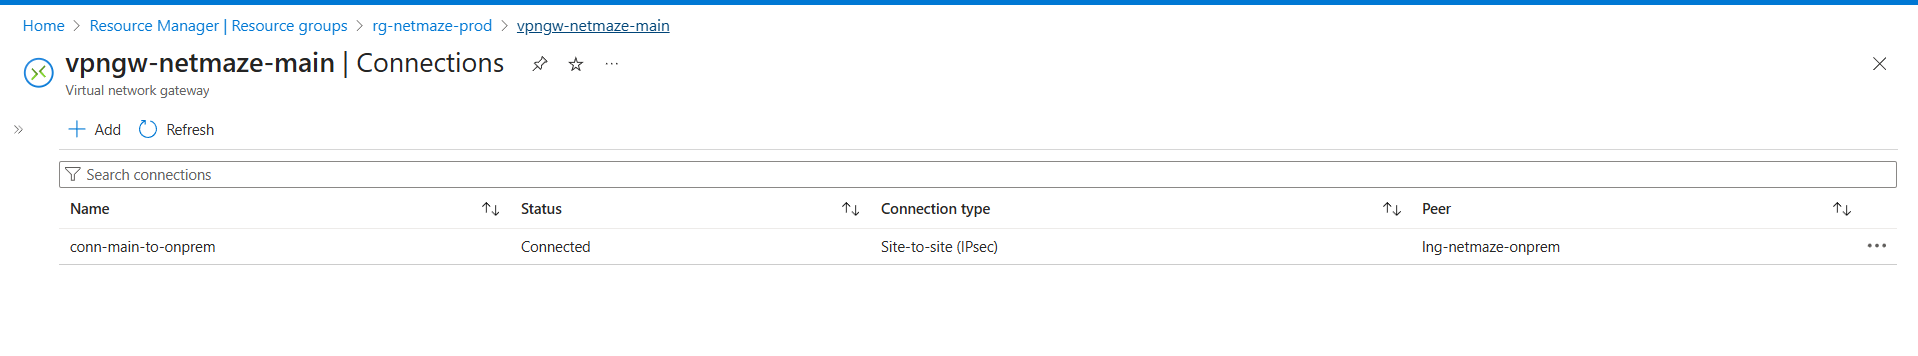 Home > Resource Manager | Resource groups > rg-netmaze-prod > vpngw-netmaze-main
vpngw-netmaze-main | Connections
Virtual network gateway
Add Refresh
Search connections
Name Status Connection type Peer
conn-main-to-onprem Connected Site-to-site (IPsec) lng-netmaze-onprem